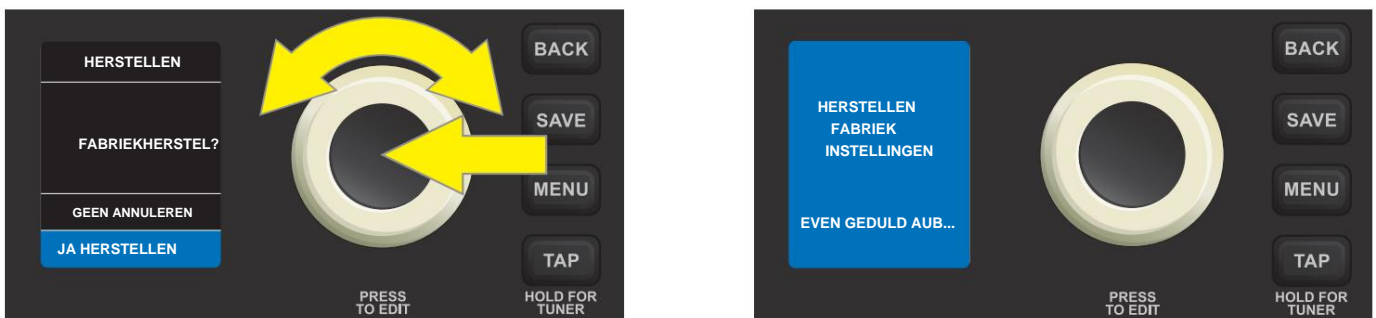 HERSTELLEN
FABRIEKHERSTEL?
GEEN ANNULEREN
JA HERSTELLEN
BACK
SAVE
MENU
TAP
PRESS
TO EDIT
HOLD FOR
TUNER
HERSTELLEN
FABRIEK
INSTELLINGEN
EVEN GEDULD AUB...
BACK
SAVE
MENU
TAP
PRESS
TO EDIT
HOLD FOR
TUNER